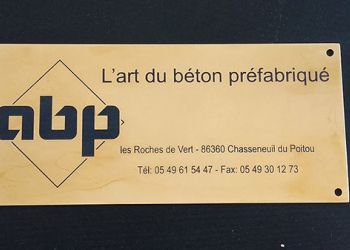 L'art du béton préfabriqué
abp
les Roches de Vert - 86360 Chasseneuil du Poitou
Tél: 05 49 61 54 47 - Fax: 05 49 30 12 73